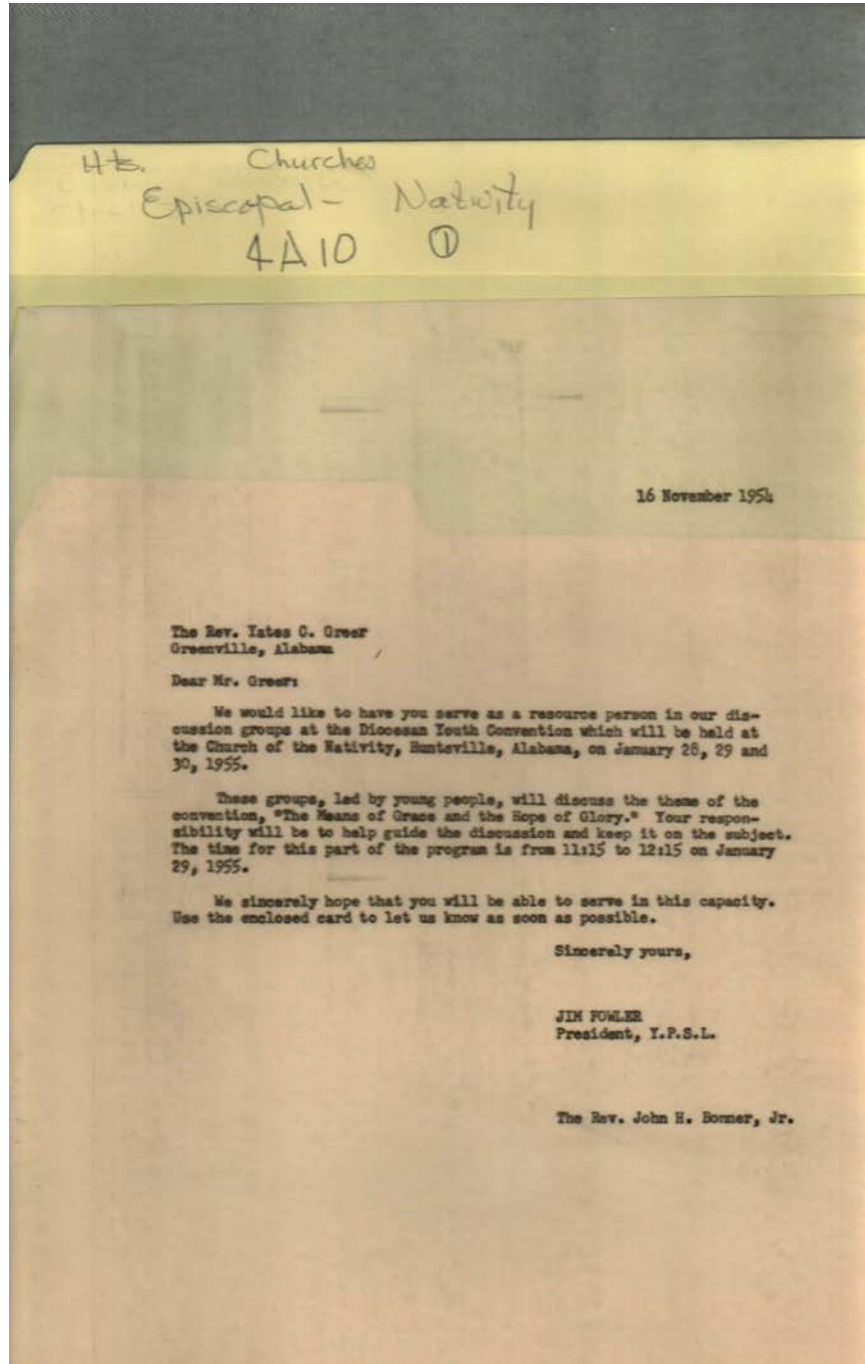 Hts. Churches
Episcopal - Nativity
4A10 ①
16 November 1954
The Rev. Yates C. Greer
Greenville, Alabama
Dear Mr. Greer:
We would like to have you serve as a resource person in our dis-
cussion groups at the Diocesan Youth Convention which will be held at
the Church of the Nativity, Huntsville, Alabama, on January 28, 29 and
30, 1955.
These groups, led by young people, will discuss the theme of the
convention, "The Means of Grace and the Hope of Glory." Your respon-
sibility will be to help guide the discussion and keep it on the subject.
The time for this part of the program is from 11:15 to 12:15 on January
29, 1955.
We sincerely hope that you will be able to serve in this capacity.
Use the enclosed card to let us know as soon as possible.
Sincerely yours,
JIM FOWLER
President, Y.P.S.L.
The Rev. John H. Bonner, Jr.